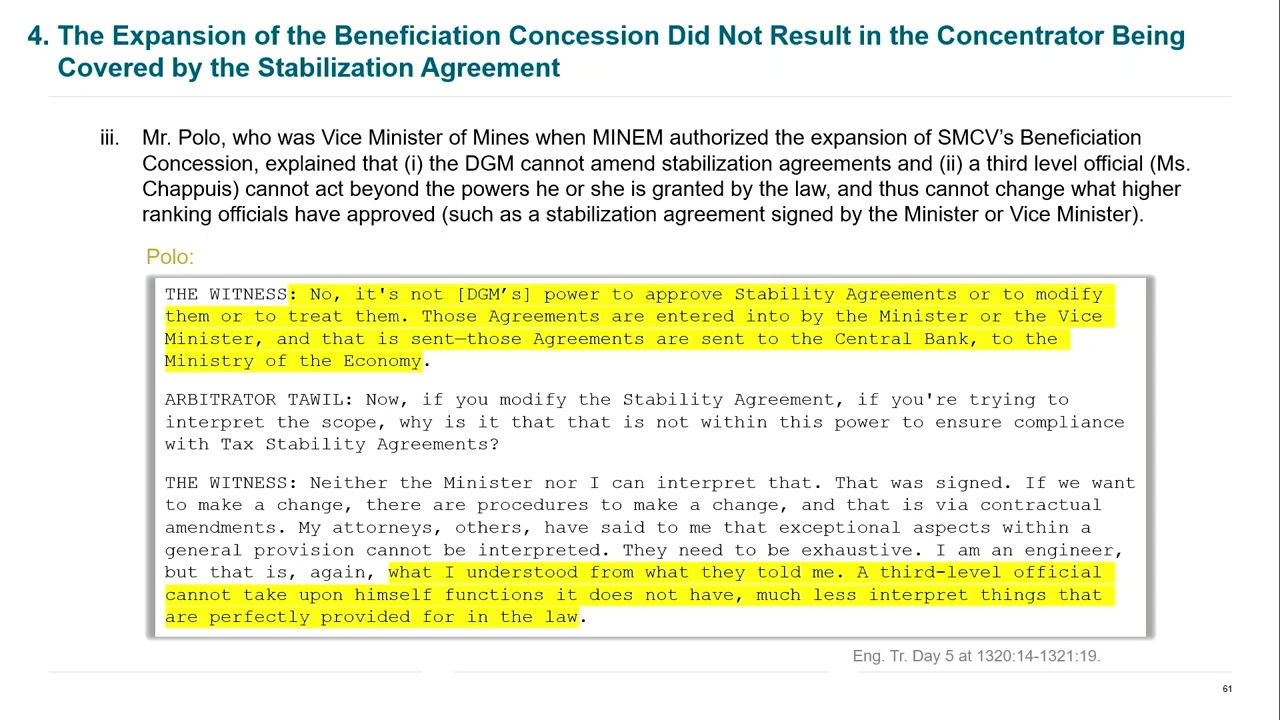 4. The Expansion of the Beneficiation Concession Did Not Result in the Concentrator Being
Covered by the Stabilization Agreement
iii. Mr. Polo, who was Vice Minister of Mines when MINEM authorized the expansion of SMCV's Beneficiation
Concession, explained that (i) the DGM cannot amend stabilization agreements and (ii) a third level official (Ms.
Chappuis) cannot act beyond the powers he or she is granted by the law, and thus cannot change what higher
ranking officials have approved (such as a stabilization agreement signed by the Minister or Vice Minister).
Polo:
THE WITNESS: No, it's not [DGM's] power to approve Stability Agreements or to modify
them or to treat them. Those Agreements are entered into by the Minister or the Vice
Minister, and that is sent—those Agreements are sent to the Central Bank, to the
Ministry of the Economy.
ARBITRATOR TAWIL: Now, if you modify the Stability Agreement, if you're trying to
interpret the scope, why is it that that is not within this power to ensure compliance
with Tax Stability Agreements?
THE WITNESS: Neither the Minister nor I can interpret that. That was signed. If we want
to make a change, there are procedures to make a change, and that is via contractual
amendments. My attorneys, others, have said to me that exceptional aspects within a
general provision cannot be interpreted. They need to be exhaustive. I am an engineer,
but that is, again, what I understood from what they told me. A third-level official
cannot take upon himself functions it does not have, much less interpret things that
are perfectly provided for in the law.
Eng. Tr. Day 5 at 1320:14-1321:19.
61